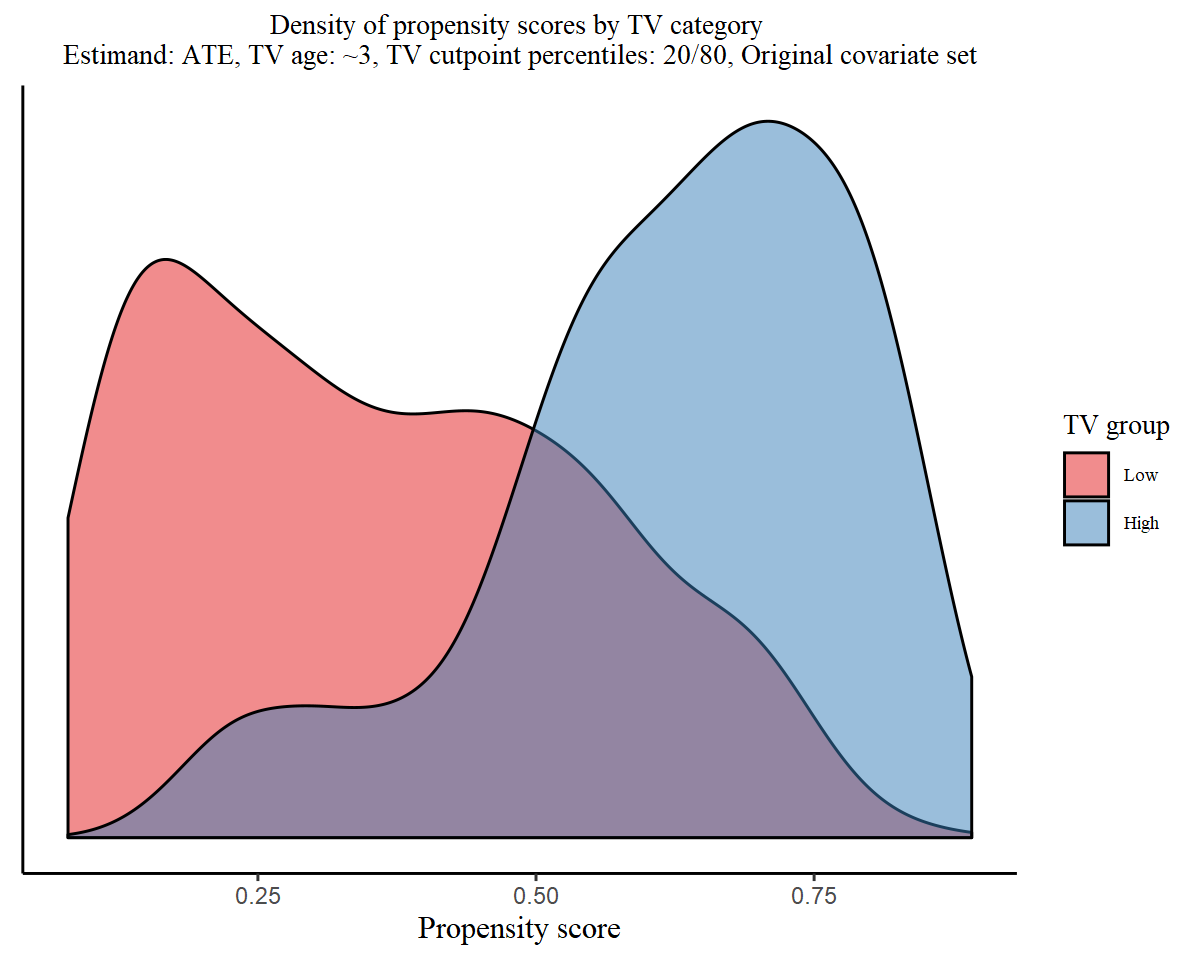 Density of propensity scores by TV category
Estimand: ATE, TV age: ~3, TV cutpoint percentiles: 20/80, Original covariate set
TV group
Low
High
0.25 0.50 0.75
Propensity score